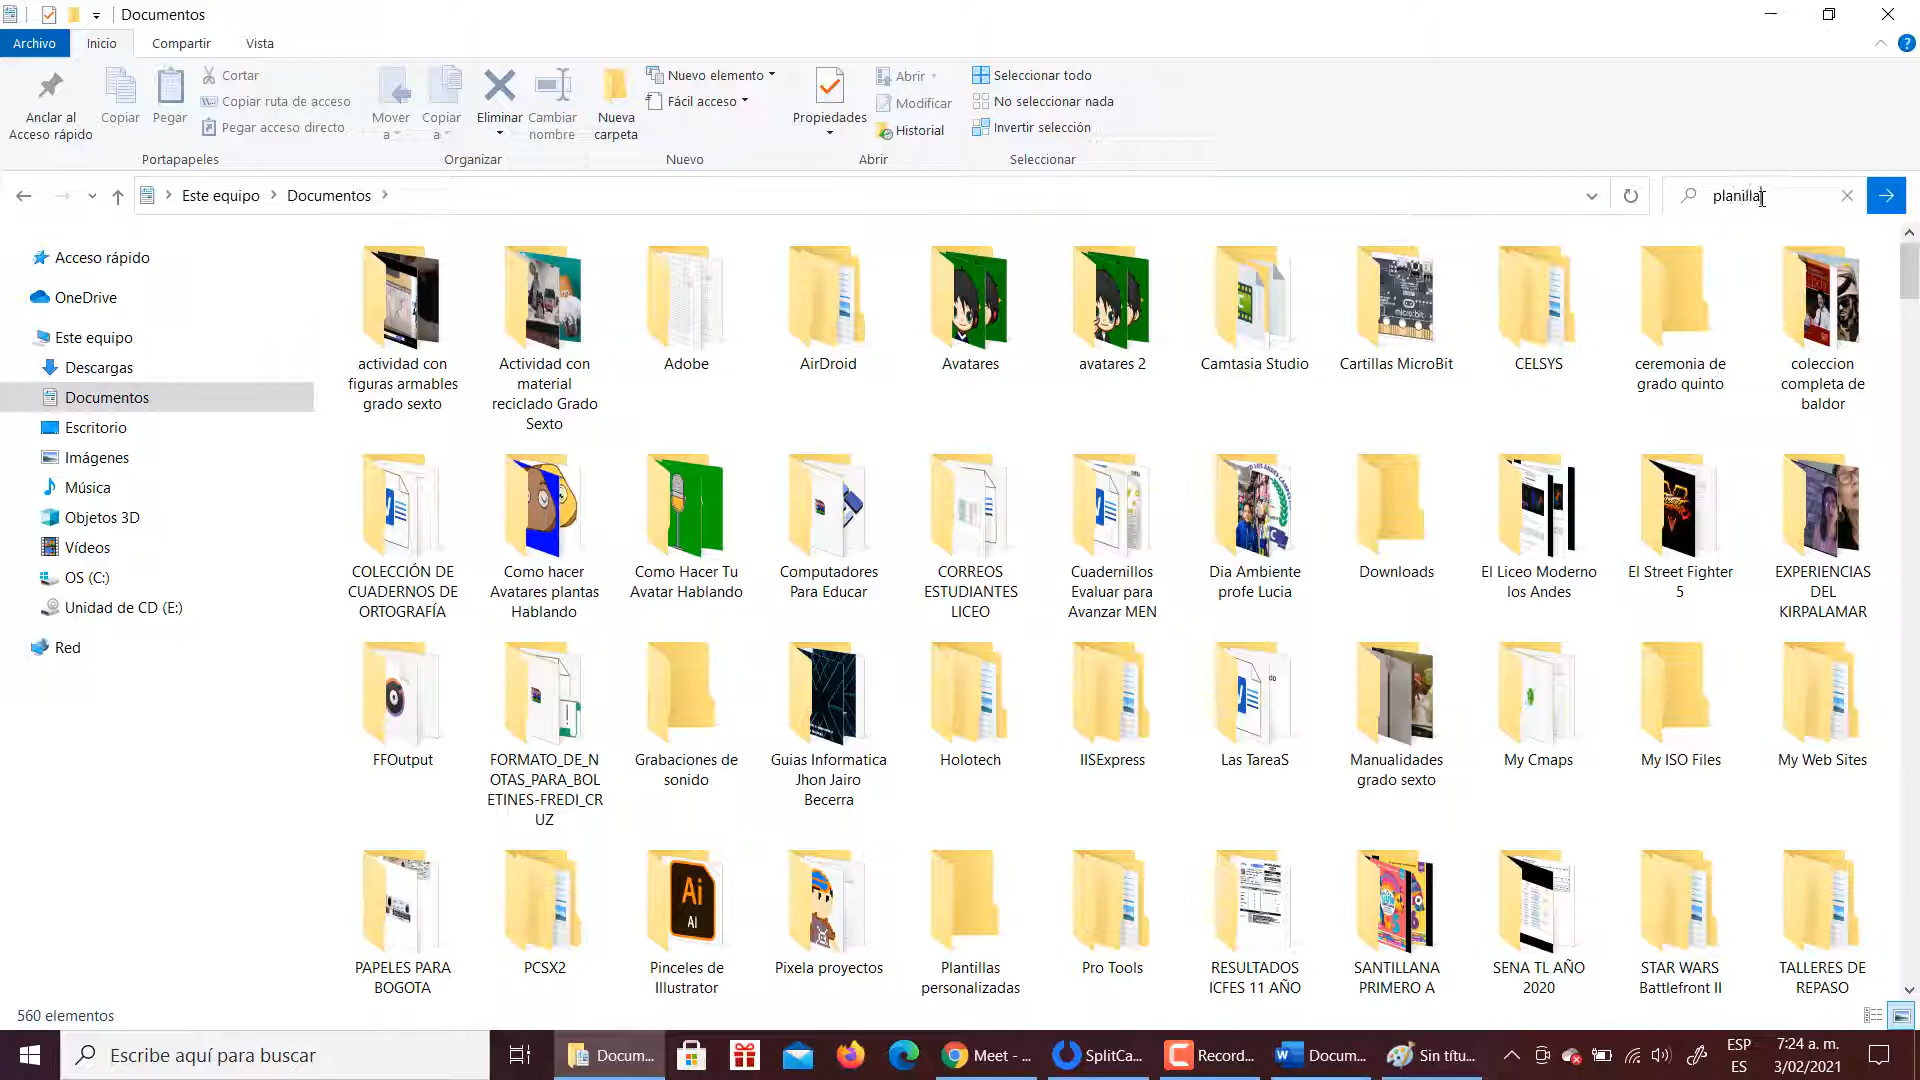 Documentos
Archivo Inicio Compartir Vista
Anclar al Acceso rápido
Copiar
Pegar
Cortar
Copiar ruta de acceso
Pegar acceso directo
Portapapeles
Mover a
Copiar a
Eliminar
Cambiar nombre
Organizar
Nueva carpeta
Nuevo elemento
Fácil acceso
Nuevo
Propiedades
Abrir
Modificar
Historial
Abrir
Seleccionar todo
No seleccionar nada
Invertir selección
Seleccionar
Este equipo Documentos
planilla
Acceso rápido
OneDrive
Este equipo
Descargas
Documentos
Escritorio
Imágenes
Música
Objetos 3D
Vídeos
OS (C:)
Unidad de CD (E:)
Red
actividad con figuras armables grado sexto
Actividad con material reciclado Grado Sexto
Adobe
AirDroid
Avatares
avatares 2
Camtasia Studio
Cartillas MicroBit
CELSYS
ceremonia de grado quinto
coleccion completa de baldor
COLECCIÓN DE CUADERNOS DE ORTOGRAFÍA
Como hacer Avatares plantas Hablando
Como Hacer Tu Avatar Hablando
Computadores Para Educar
CORREOS ESTUDIANTES LICEO
Cuadernillos Evaluar para Avanzar MEN
Dia Ambiente profe Lucia
Downloads
El Liceo Moderno los Andes
El Street Fighter 5
EXPERIENCIAS DEL KIRPALAMAR
FFOutput
FORMATO_DE_NOTAS_PARA_BOLETINES-FREDI_CRUZ
Grabaciones de sonido
Guias Informatica Jhon Jairo Becerra
Holotech
IISExpress
Las TareaS
Manualidades grado sexto
My Cmaps
My ISO Files
My Web Sites
PAPELES PARA BOGOTA
PCSX2
Ai
AI
Pinceles de Illustrator
Pixela proyectos
Plantillas personalizadas
Pro Tools
RESULTADOS ICFES 11 AÑO
SANTILLANA PRIMERO A
SENA TL AÑO 2020
STAR WARS Battlefront II
TALLERES DE REPASO
560 elementos
Escribe aquí para buscar
Docum...
Meet - ...
SplitCa...
Record...
Docum...
Sin títu...
ESP
ES
7:24 a. m.
3/02/2021